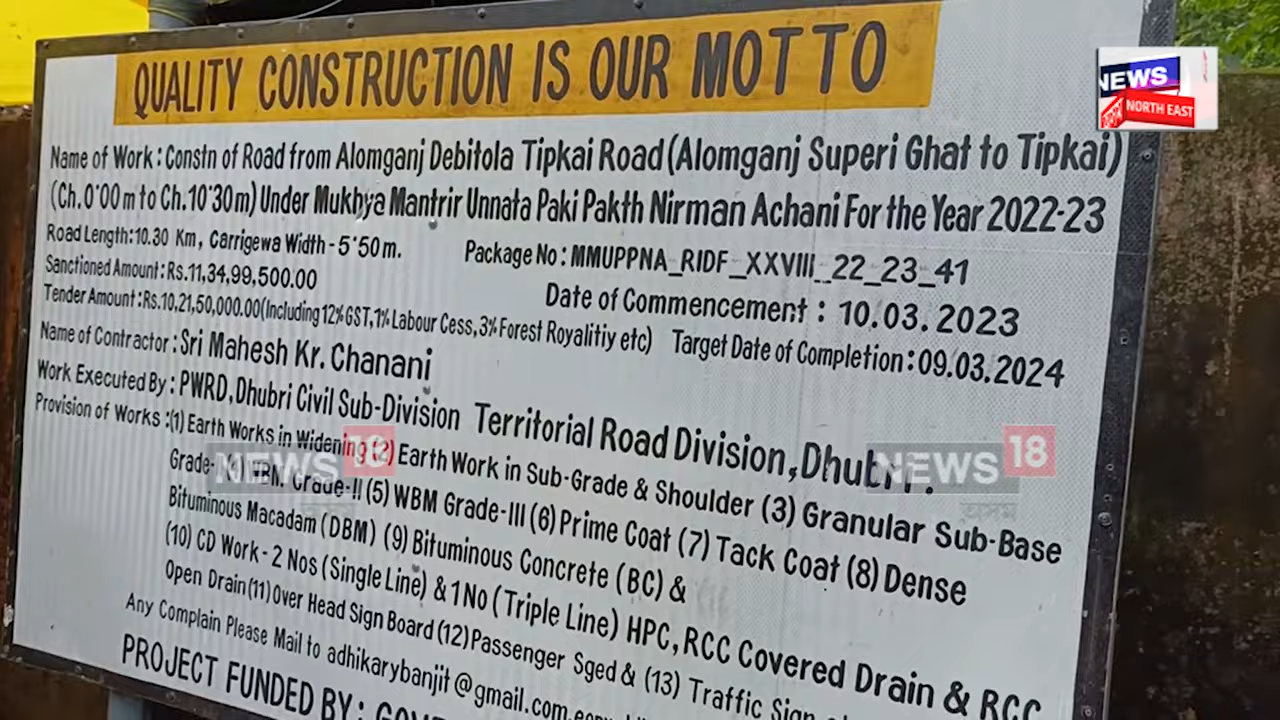 QUALITY CONSTRUCTION IS OUR MOTTO
Name of Work : Constn of Road from Alomganj Debitola Tipkai Road (Alomganj Superi Ghat to Tipkai)
(Ch. 0'00 m to Ch. 10'30m) Under Mukhya Mantrir Unnata Paki Pakth Nirman Achani For the Year 2022-23
Road Length : 10.30 Km, Carrigewa Width - 5'50 m. Package No : MMUPPNA_RIDF_XXVIII_22_23_41
Sanctioned Amount : Rs.11,34,99,500.00 Date of Commencement : 10.03.2023
Tender Amount : Rs.10,21,50,000.00 (Including 12% GST, 1% Labour Cess, 3% Forest Royalitiy etc) Target Date of Completion : 09.03.2024
Name of Contractor : Sri Mahesh Kr. Chanani
Work Executed By : PWRD, Dhubri Civil Sub-Division Territorial Road Division, Dhubri.
Provision of Works : (1) Earth Works in Widening (2) Earth Work in Sub-Grade & Shoulder (3) Granular Sub-Base
Grade-I (4) WBM Grade-II (5) WBM Grade-III (6) Prime Coat (7) Tack Coat (8) Dense
Bituminous Macadam (DBM) (9) Bituminous Concrete (BC) &
(10) CD Work - 2 Nos (Single Line) & 1 No (Triple Line) HPC, RCC Covered Drain & RCC
Open Drain (11) Over Head Sign Board (12) Passenger Sged & (13) Traffic Sign
Any Complain Please Mail to adhikarybanjit@gmail.com
PROJECT FUNDED BY :
NEWS
NORTH EAST
NEWS 18
অসম
NEWS 18
অসম